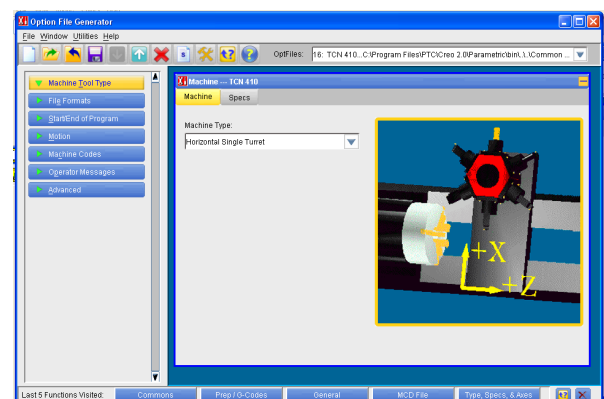 Option File Generator
File Window Utilities Help
OptFiles: 16: TCN 410...C:\Program Files\PTC\Creo 2.0\Parametric\bin\..\..\Common ...
Machine Tool Type
File Formats
Start/End of Program
Motion
Machine Codes
Operator Messages
Advanced
Machine --- TCN 410
Machine Specs
Machine Type:
Horizontal Single Turret
+X
+Z
Last 5 Functions Visited: Commons Prep / G-Codes General MCD File Type, Specs, & Axes